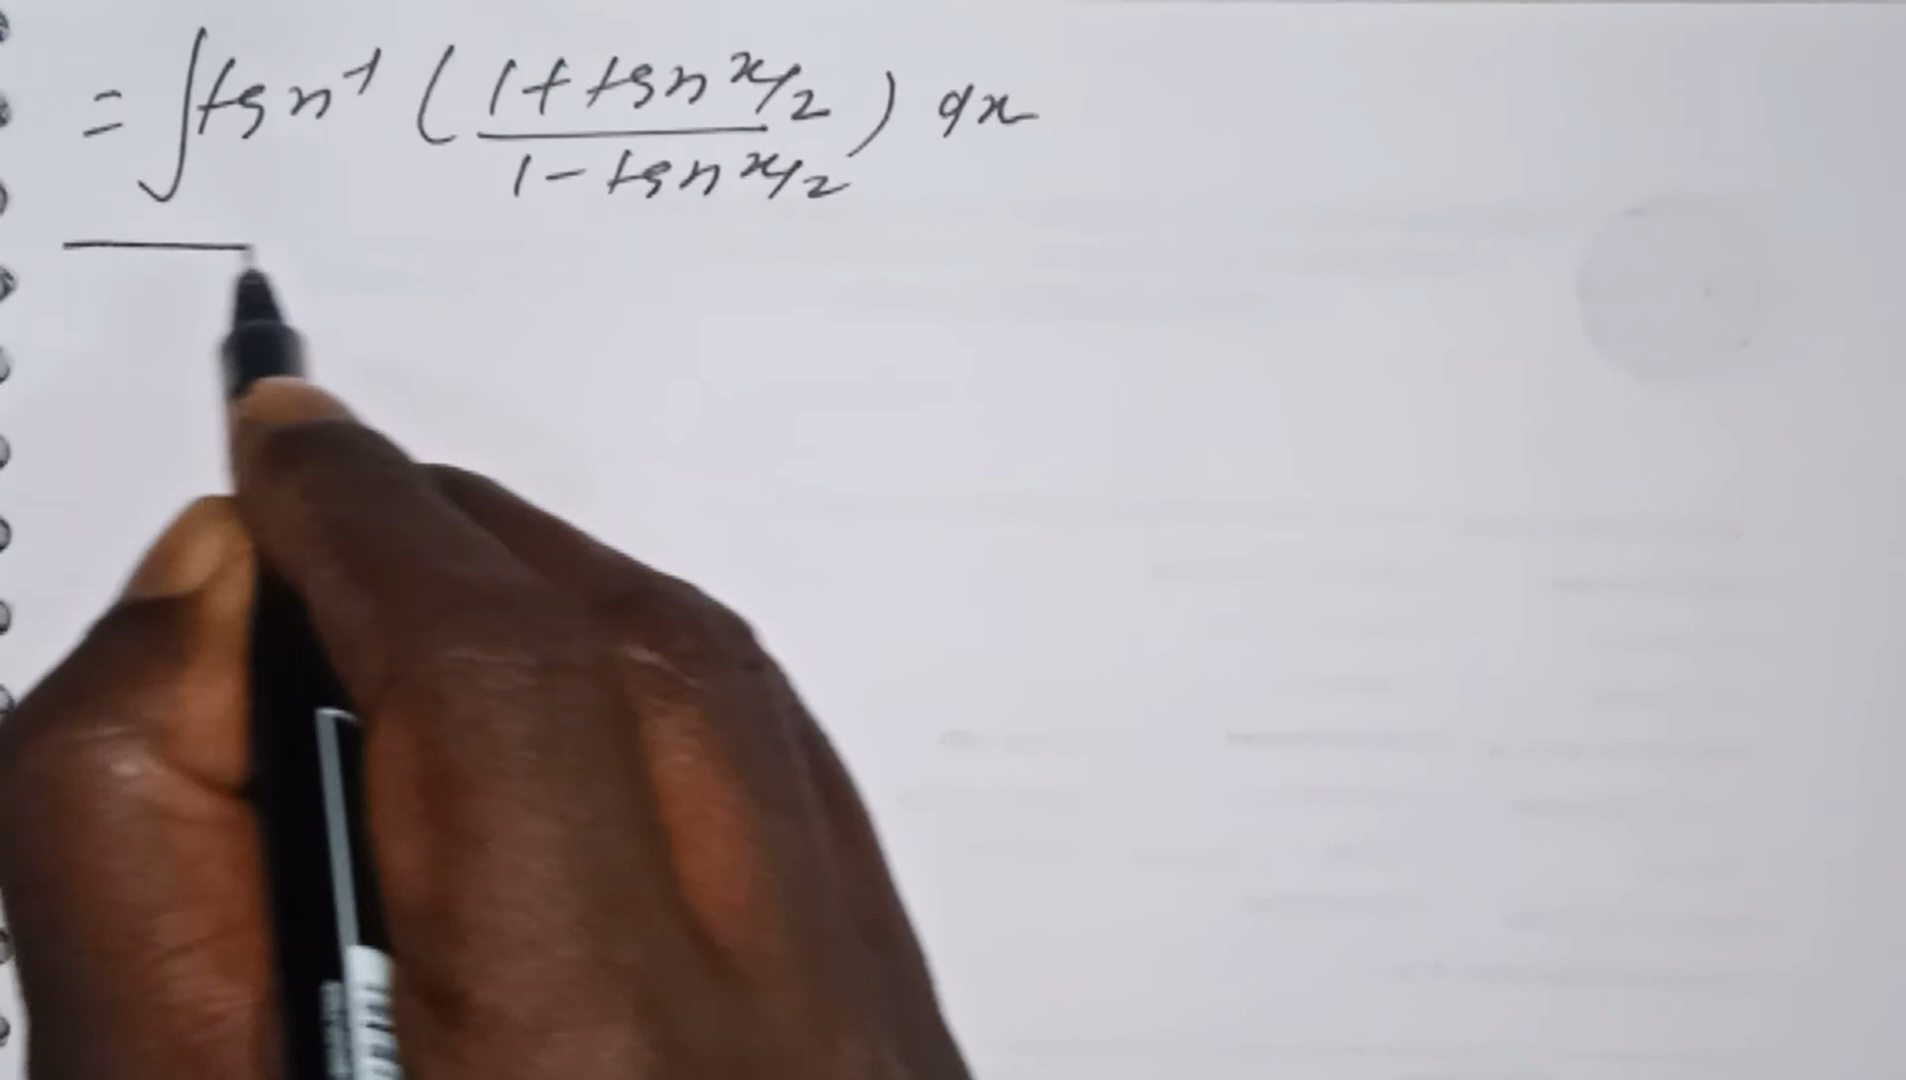 = ∫tan⁻¹ ( (1 + tan x/2) / (1 - tan x/2) ) dx